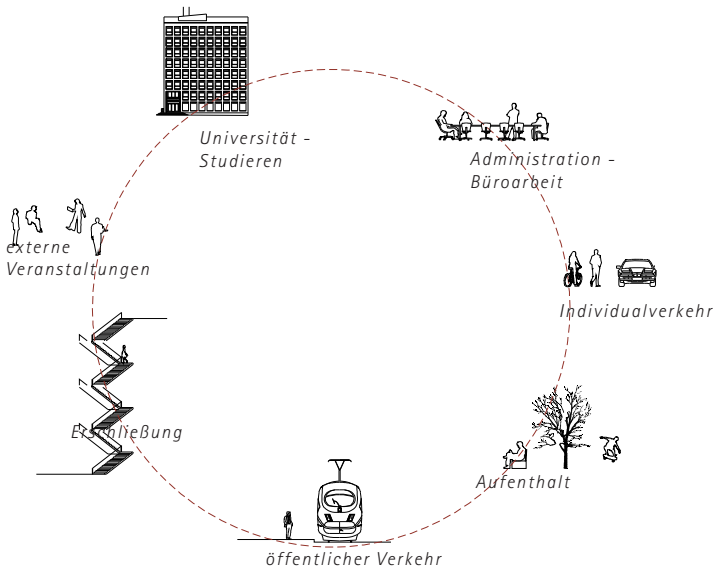 Universität -
Studieren
Administration -
Büroarbeit
externe
Veranstaltungen
Individualverkehr
Erschließung
Aufenthalt
öffentlicher Verkehr